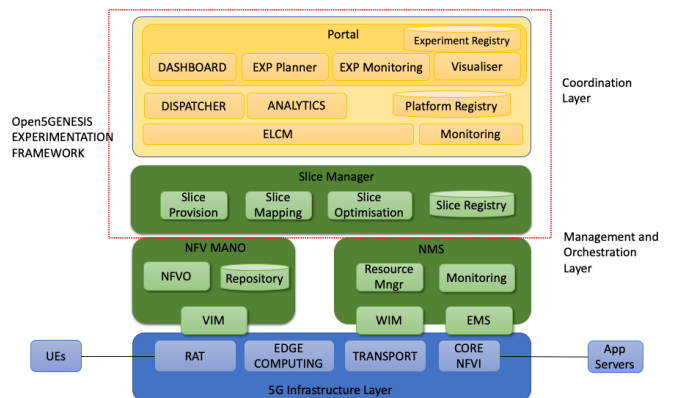 Portal
Experiment Registry
DASHBOARD
EXP Planner
EXP Monitoring
Visualiser
DISPATCHER
ANALYTICS
Platform Registry
ELCM
Monitoring
Coordination
Layer
Open5GENESIS
EXPERIMENTATION
FRAMEWORK
Slice Manager
Slice
Provision
Slice
Mapping
Slice
Optimisation
Slice Registry
Management and
Orchestration
Layer
NFV MANO
NFVO
Repository
VIM
NMS
Resource
Mngr
Monitoring
WIM
EMS
UEs
RAT
EDGE
COMPUTING
TRANSPORT
CORE
NFVI
App
Servers
5G Infrastructure Layer